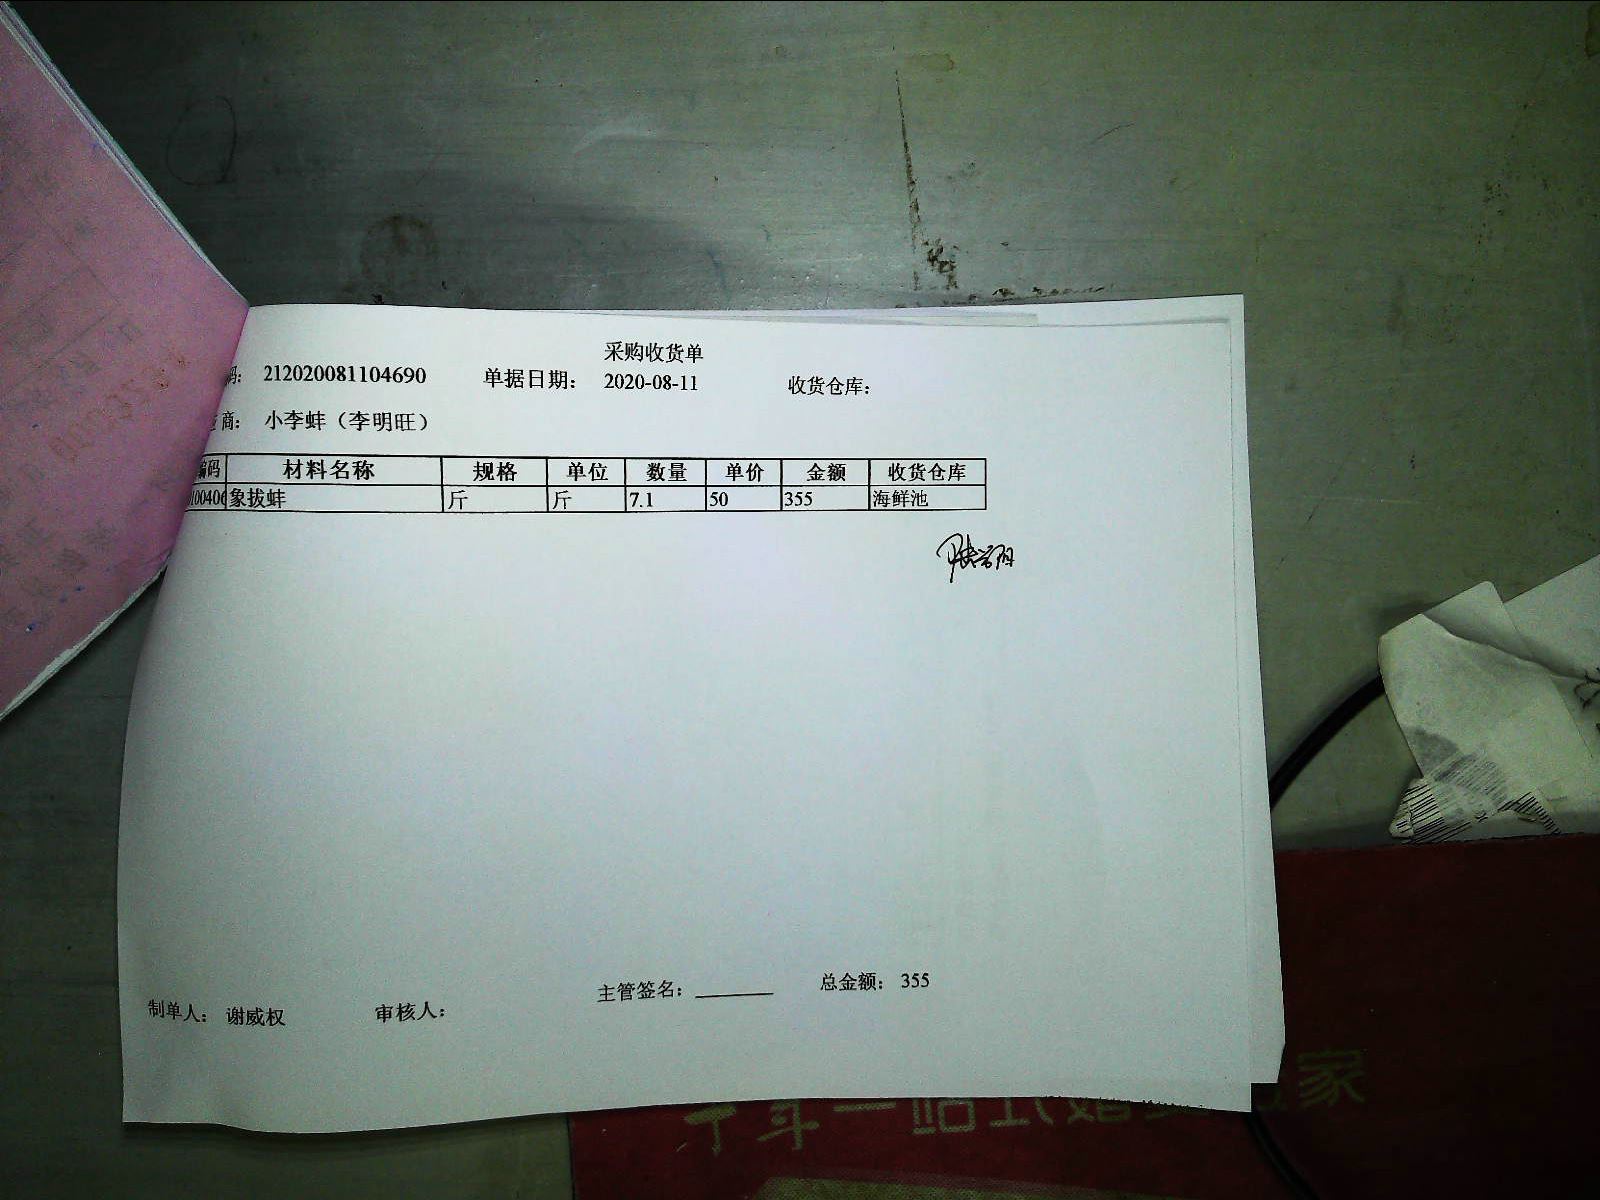 采购收货单
码: 212020081104690 单据日期: 2020-08-11 收货仓库:
应商: 小李蚌（李明旺）
编码 材料名称 规格 单位 数量 单价 金额 收货仓库
象拔蚌 斤 斤 7.1 50 355 海鲜池
主管签名: 总金额: 355
制单人: 谢威权 审核人: